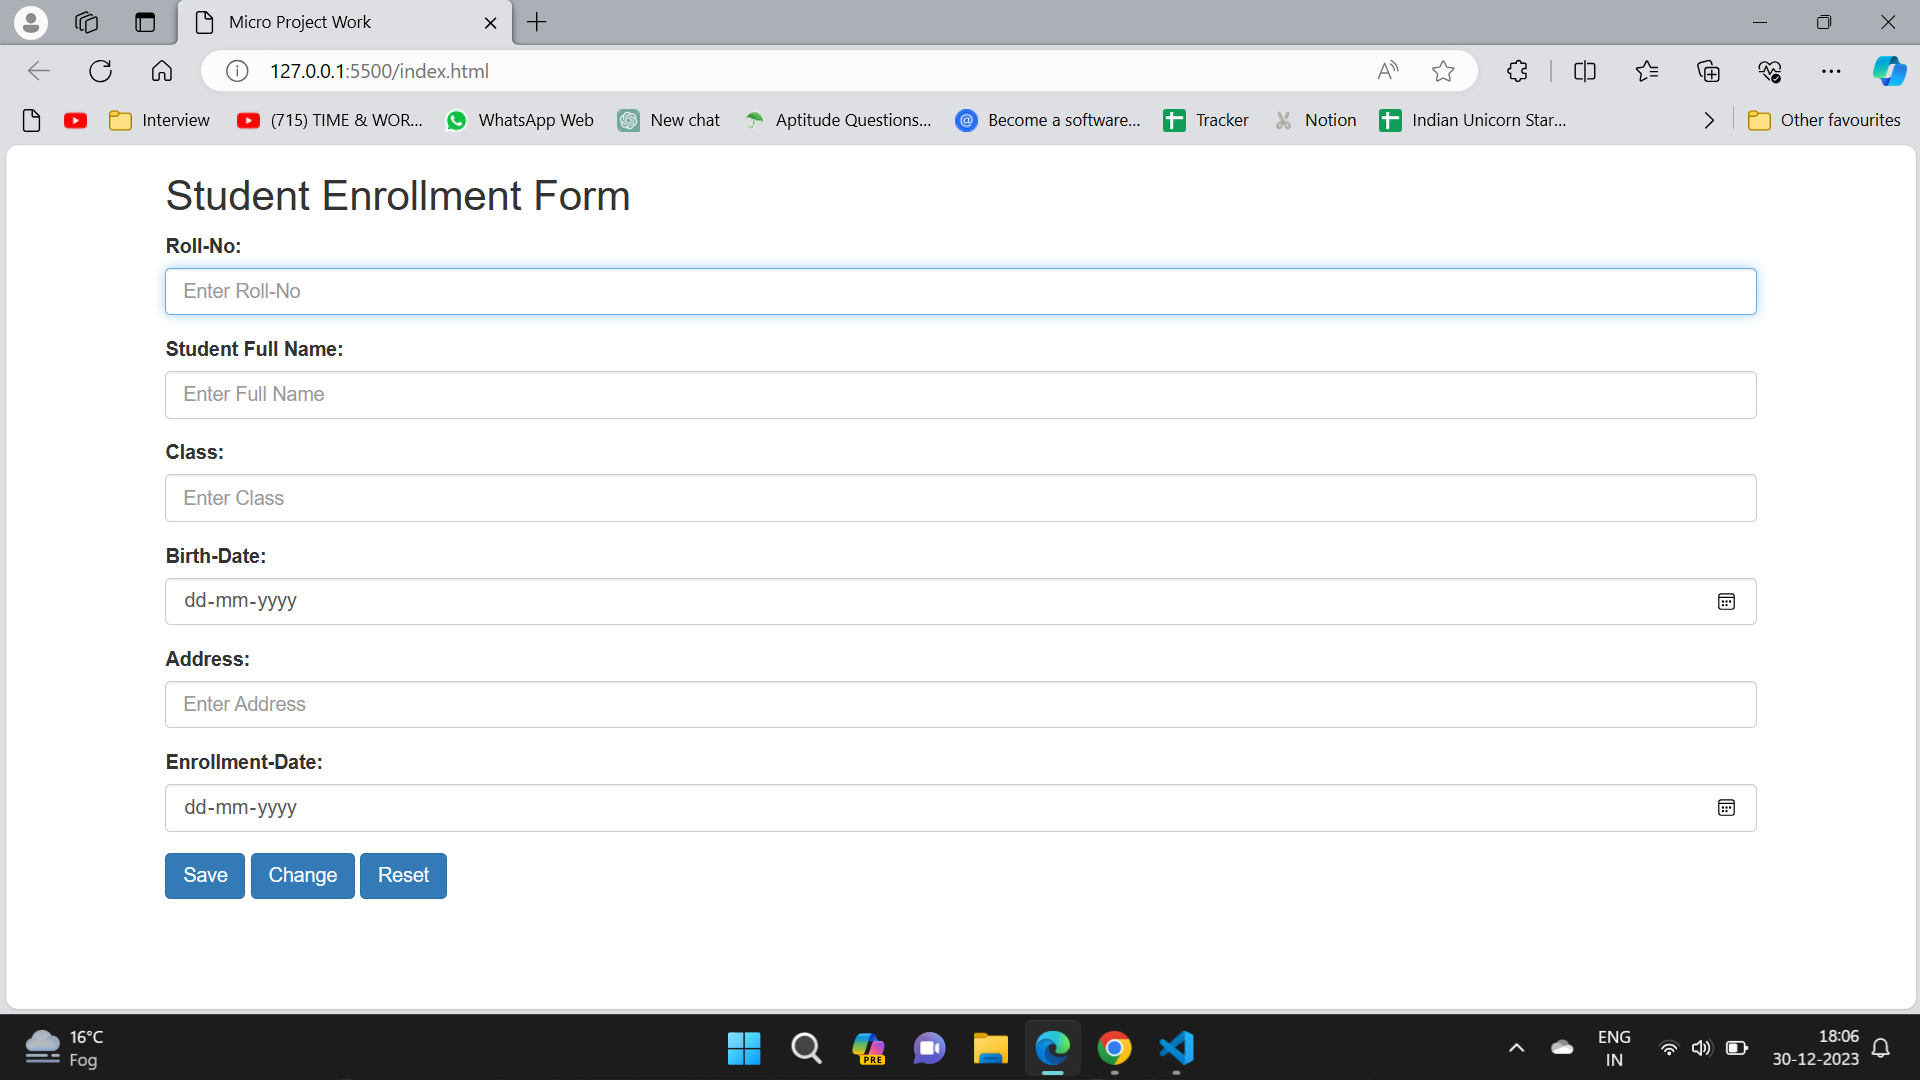 Micro Project Work
127.0.0.1:5500/index.html
Interview (715) TIME & WOR... WhatsApp Web New chat Aptitude Questions... Become a software... Tracker Notion Indian Unicorn Star... Other favourites
Student Enrollment Form
Roll-No:
Enter Roll-No
Student Full Name:
Enter Full Name
Class:
Enter Class
Birth-Date:
dd-mm-yyyy
Address:
Enter Address
Enrollment-Date:
dd-mm-yyyy
Save Change Reset
16°C
Fog
PRE
ENG
IN
18:06
30-12-2023